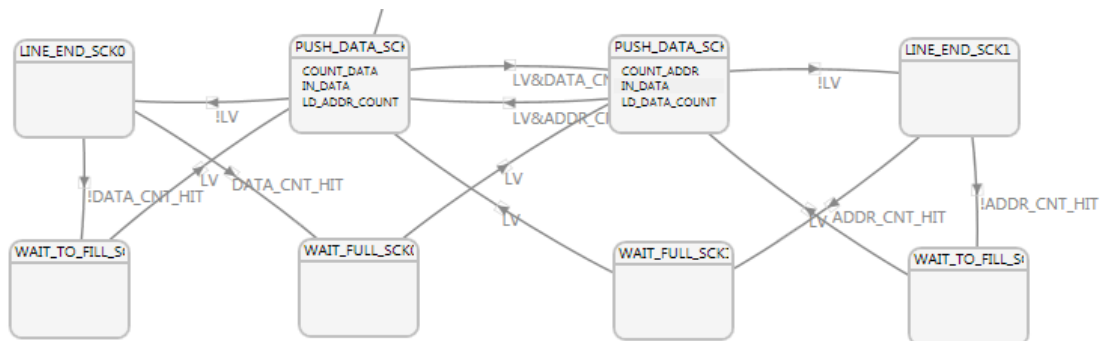 LINE_END_SCK0
PUSH_DATA_SCK
COUNT_DATA
IN_DATA
LD_ADDR_COUNT
PUSH_DATA_SCK
COUNT_ADDR
IN_DATA
LD_DATA_COUNT
LINE_END_SCK1
LV&DATA_CN
!LV
!LV
LV&ADDR_C
LV
DATA_CNT_HIT
LV
!DATA_CNT_HIT
LV
LV
ADDR_CNT_HIT
!ADDR_CNT_HIT
WAIT_TO_FILL_S
WAIT_FULL_SCK
WAIT_FULL_SCK
WAIT_TO_FILL_S